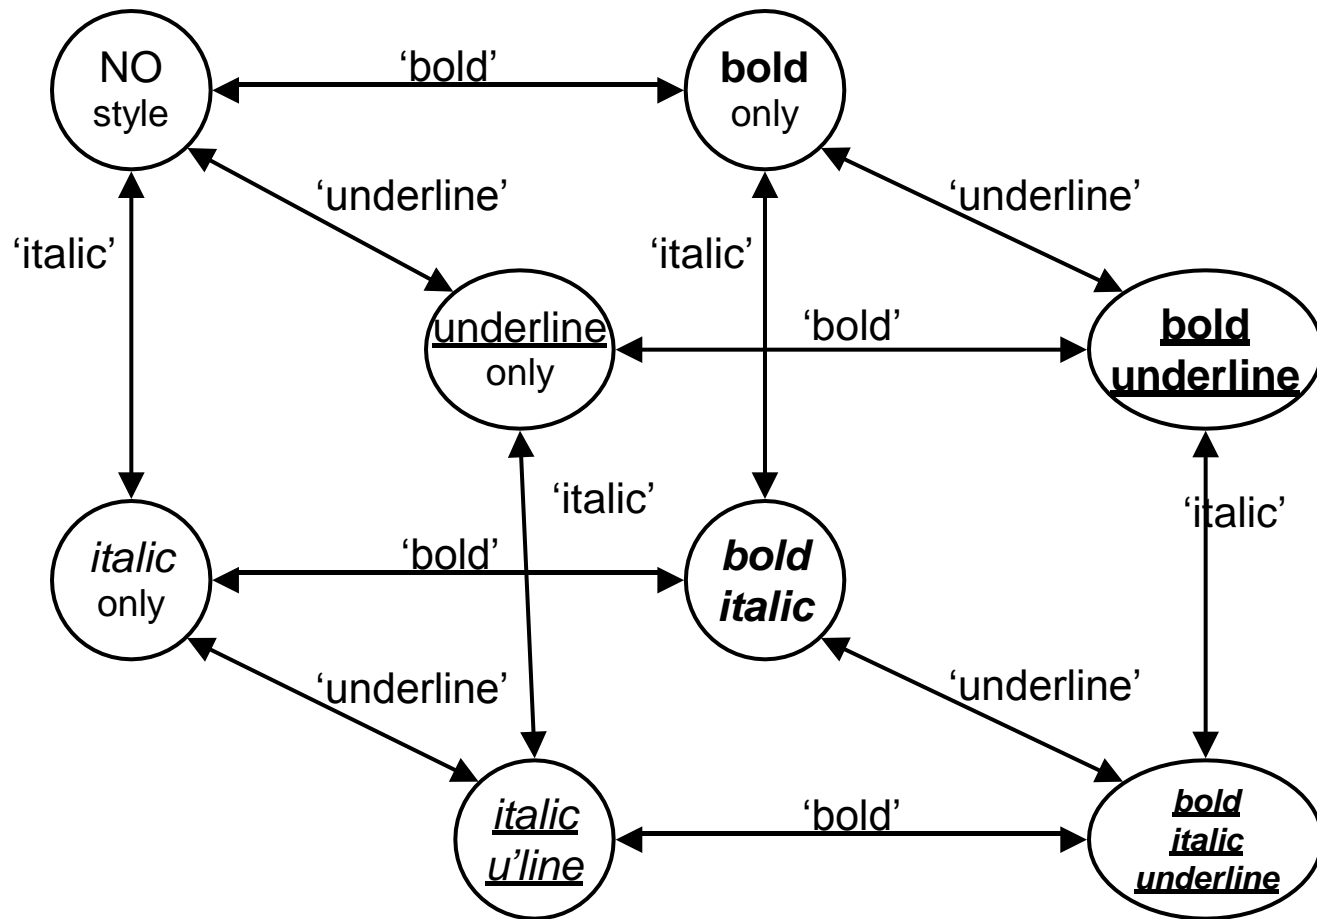 NO
style
‘bold’
bold
only
‘underline’
‘underline’
‘italic’
‘italic’
underline
only
‘bold’
bold
underline
‘italic’
‘italic’
italic
only
‘bold’
bold
italic
‘underline’
‘underline’
italic
u’line
‘bold’
bold
italic
underline